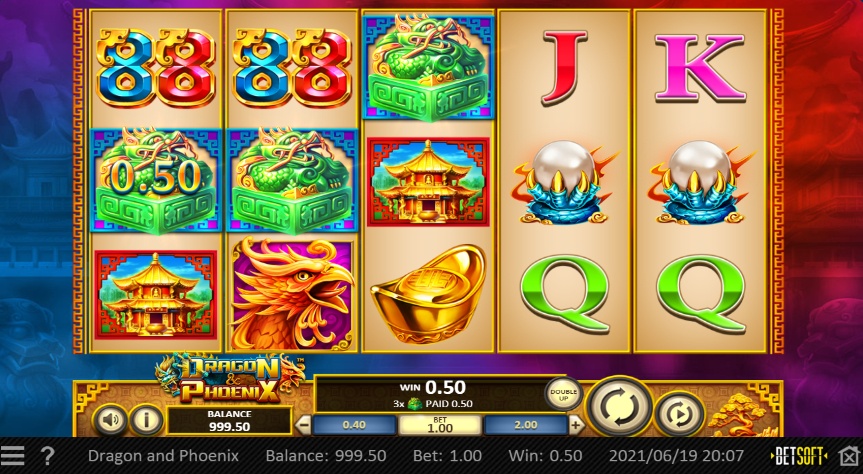 88 88 J K
0.50
Q Q
DRAGON & PHOENIX™
WIN 0.50
3x PAID 0.50
DOUBLE UP
BALANCE
999.50
BET
− 0.40 1.00 2.00 +
Dragon and Phoenix Balance: 999.50 Bet: 1.00 Win: 0.50 2021/06/19 20:07 BETSOFT